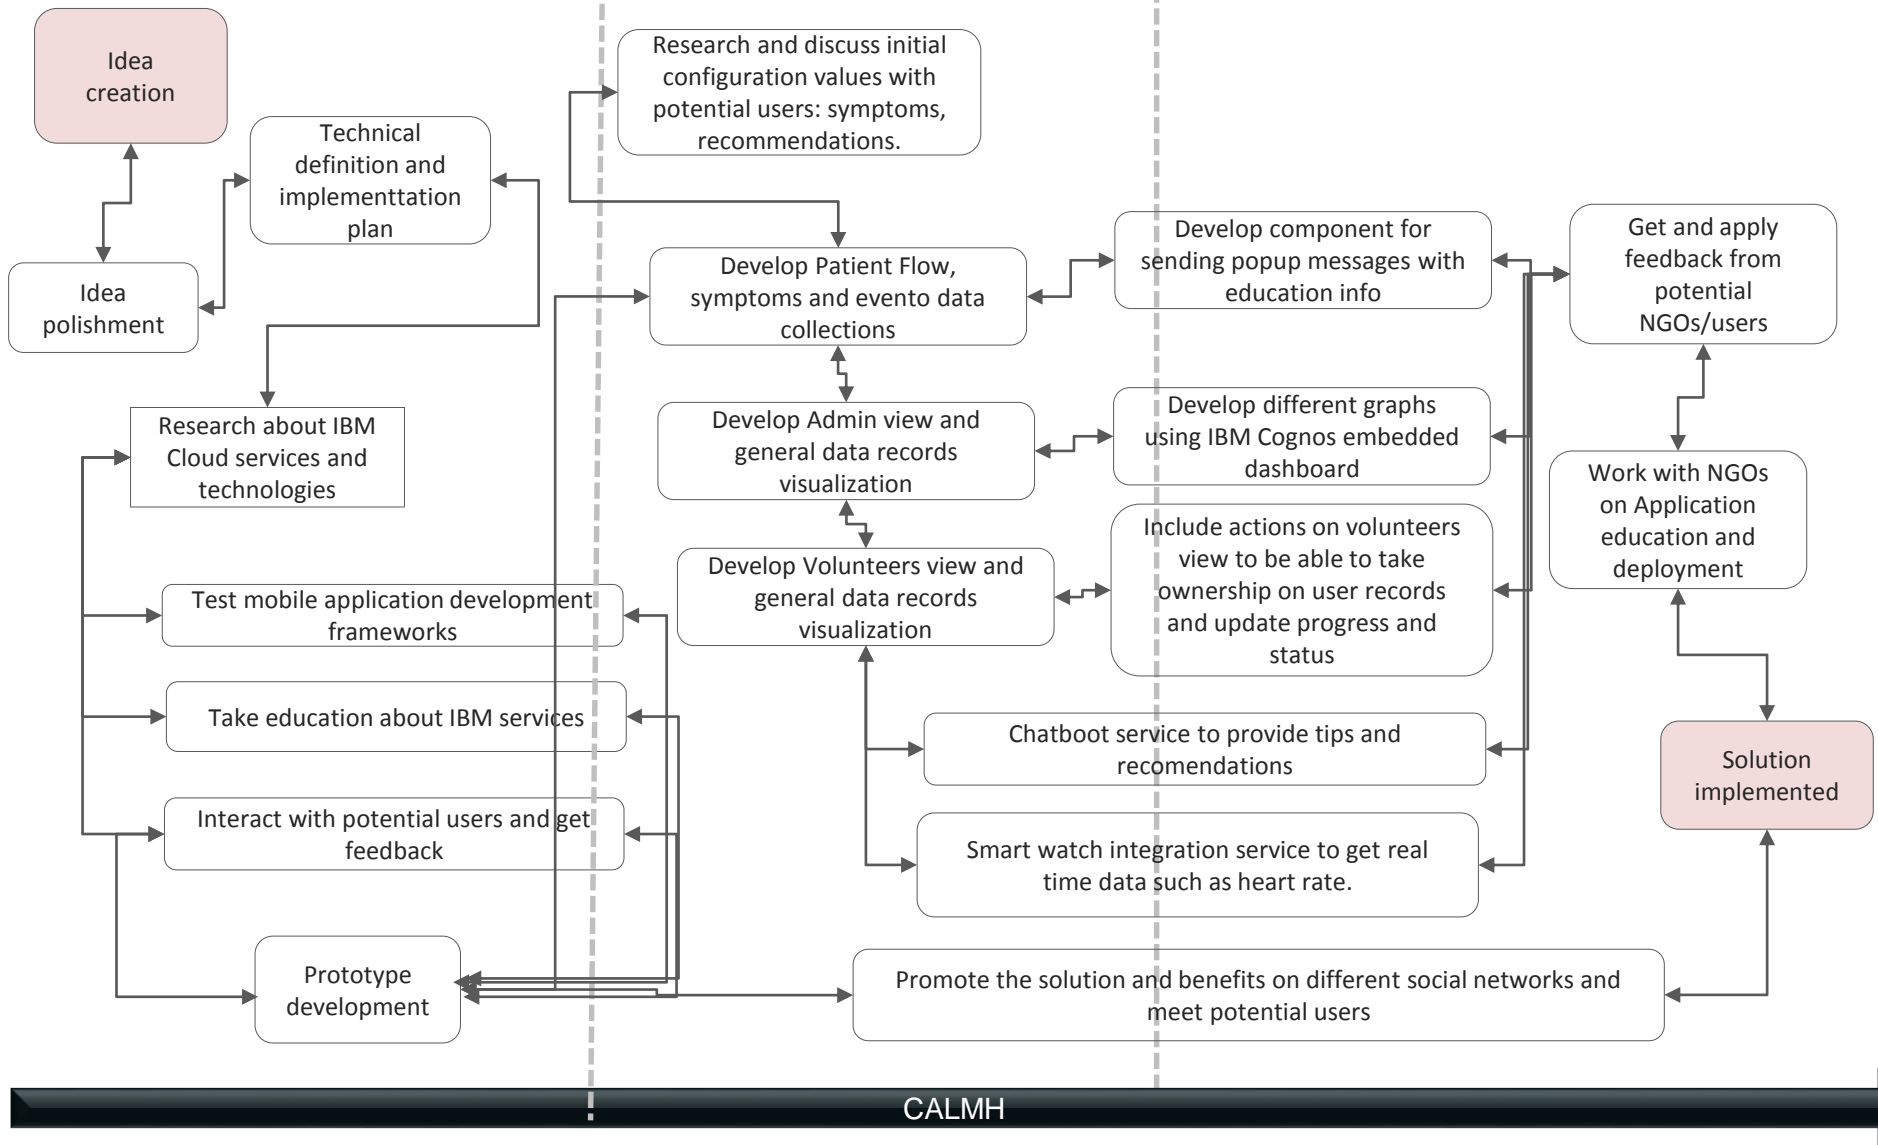 Idea
creation
Technical
definition and
implementtation
plan
Idea
polishment
Research about IBM
Cloud services and
technologies
Test mobile application development
frameworks
Take education about IBM services
Interact with potential users and get
feedback
Prototype
development
Research and discuss initial
configuration values with
potential users: symptoms,
recommendations.
Develop Patient Flow,
symptoms and evento data
collections
Develop Admin view and
general data records
visualization
Develop Volunteers view and
general data records
visualization
Develop component for
sending popup messages with
education info
Develop different graphs
using IBM Cognos embedded
dashboard
Include actions on volunteers
view to be able to take
ownership on user records
and update progress and
status
Chatboot service to provide tips and
recomendations
Smart watch integration service to get real
time data such as heart rate.
Promote the solution and benefits on different social networks and
meet potential users
Get and apply
feedback from
potential
NGOs/users
Work with NGOs
on Application
education and
deployment
Solution
implemented
CALMH